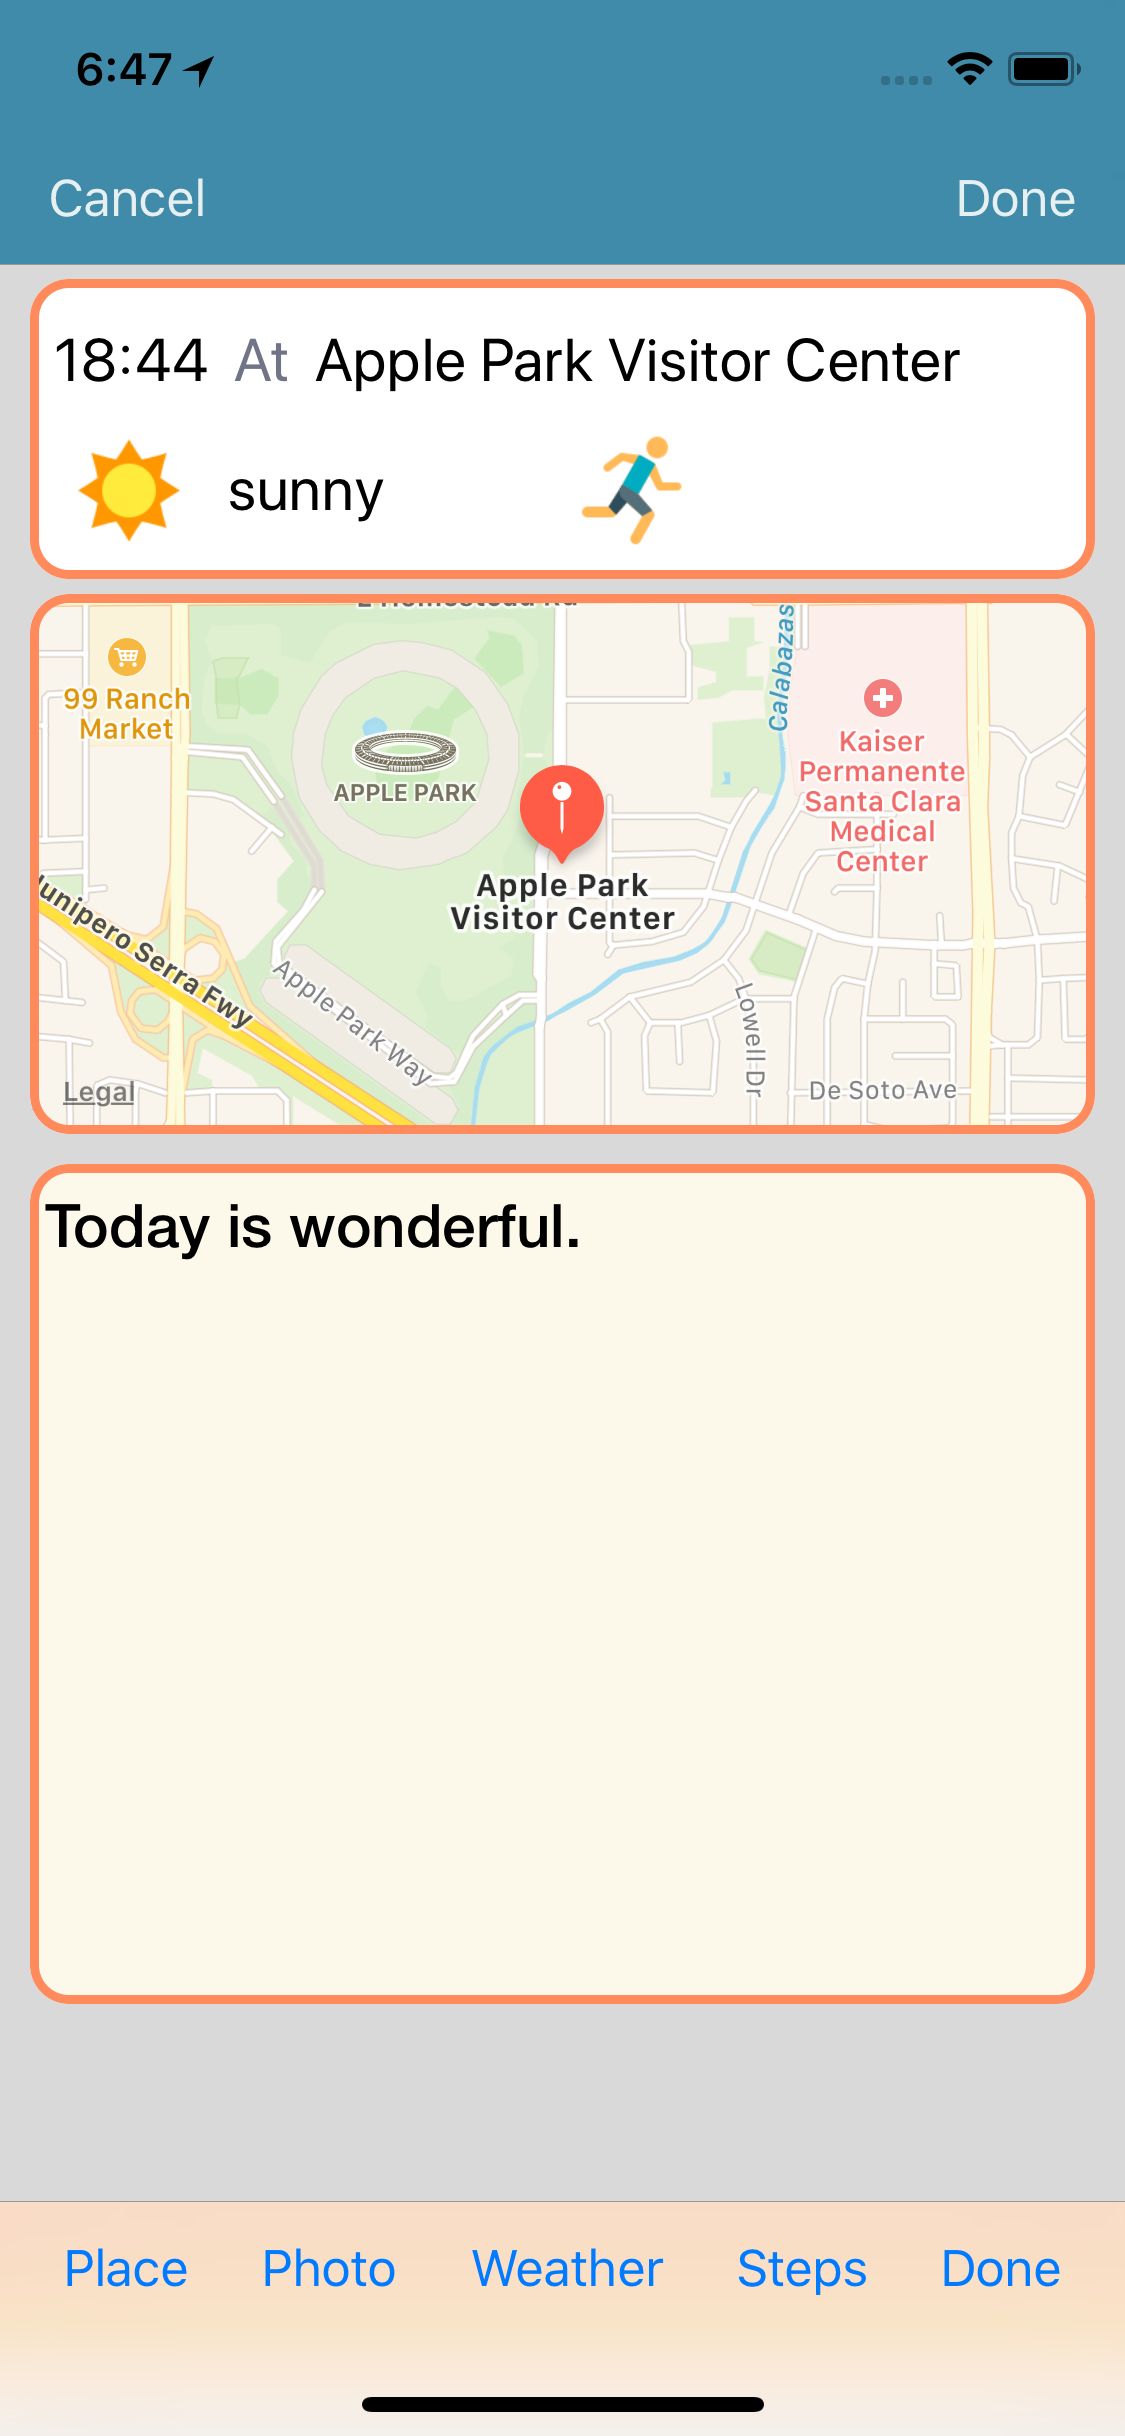 6:47
Cancel Done
18:44 At Apple Park Visitor Center
sunny
99 Ranch
Market
Calabazas
Kaiser
Permanente
Santa Clara
Medical
Center
APPLE PARK
Apple Park
Visitor Center
Junipero Serra Fwy
Apple Park Way
Lowell Dr
De Soto Ave
Legal
Today is wonderful.
Place Photo Weather Steps Done